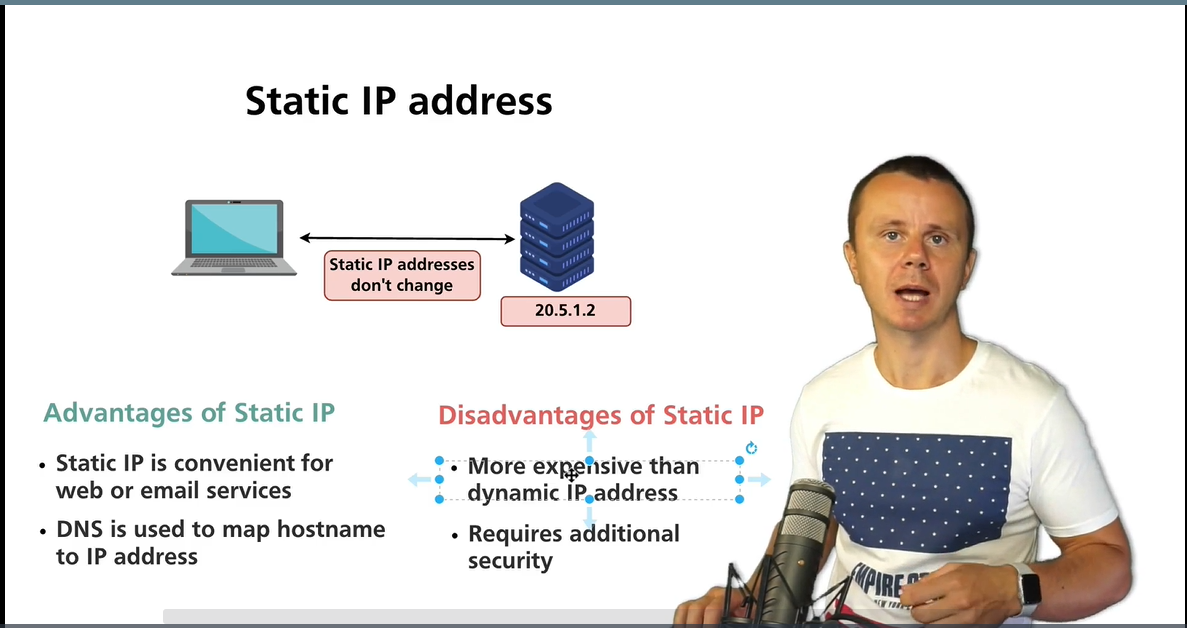 Static IP address
Static IP addresses
don't change
20.5.1.2
Advantages of Static IP
• Static IP is convenient for
web or email services
• DNS is used to map hostname
to IP address
Disadvantages of Static IP
• More expensive than
dynamic IP address
• Requires additional
security
EMPIRE
NEW YORK